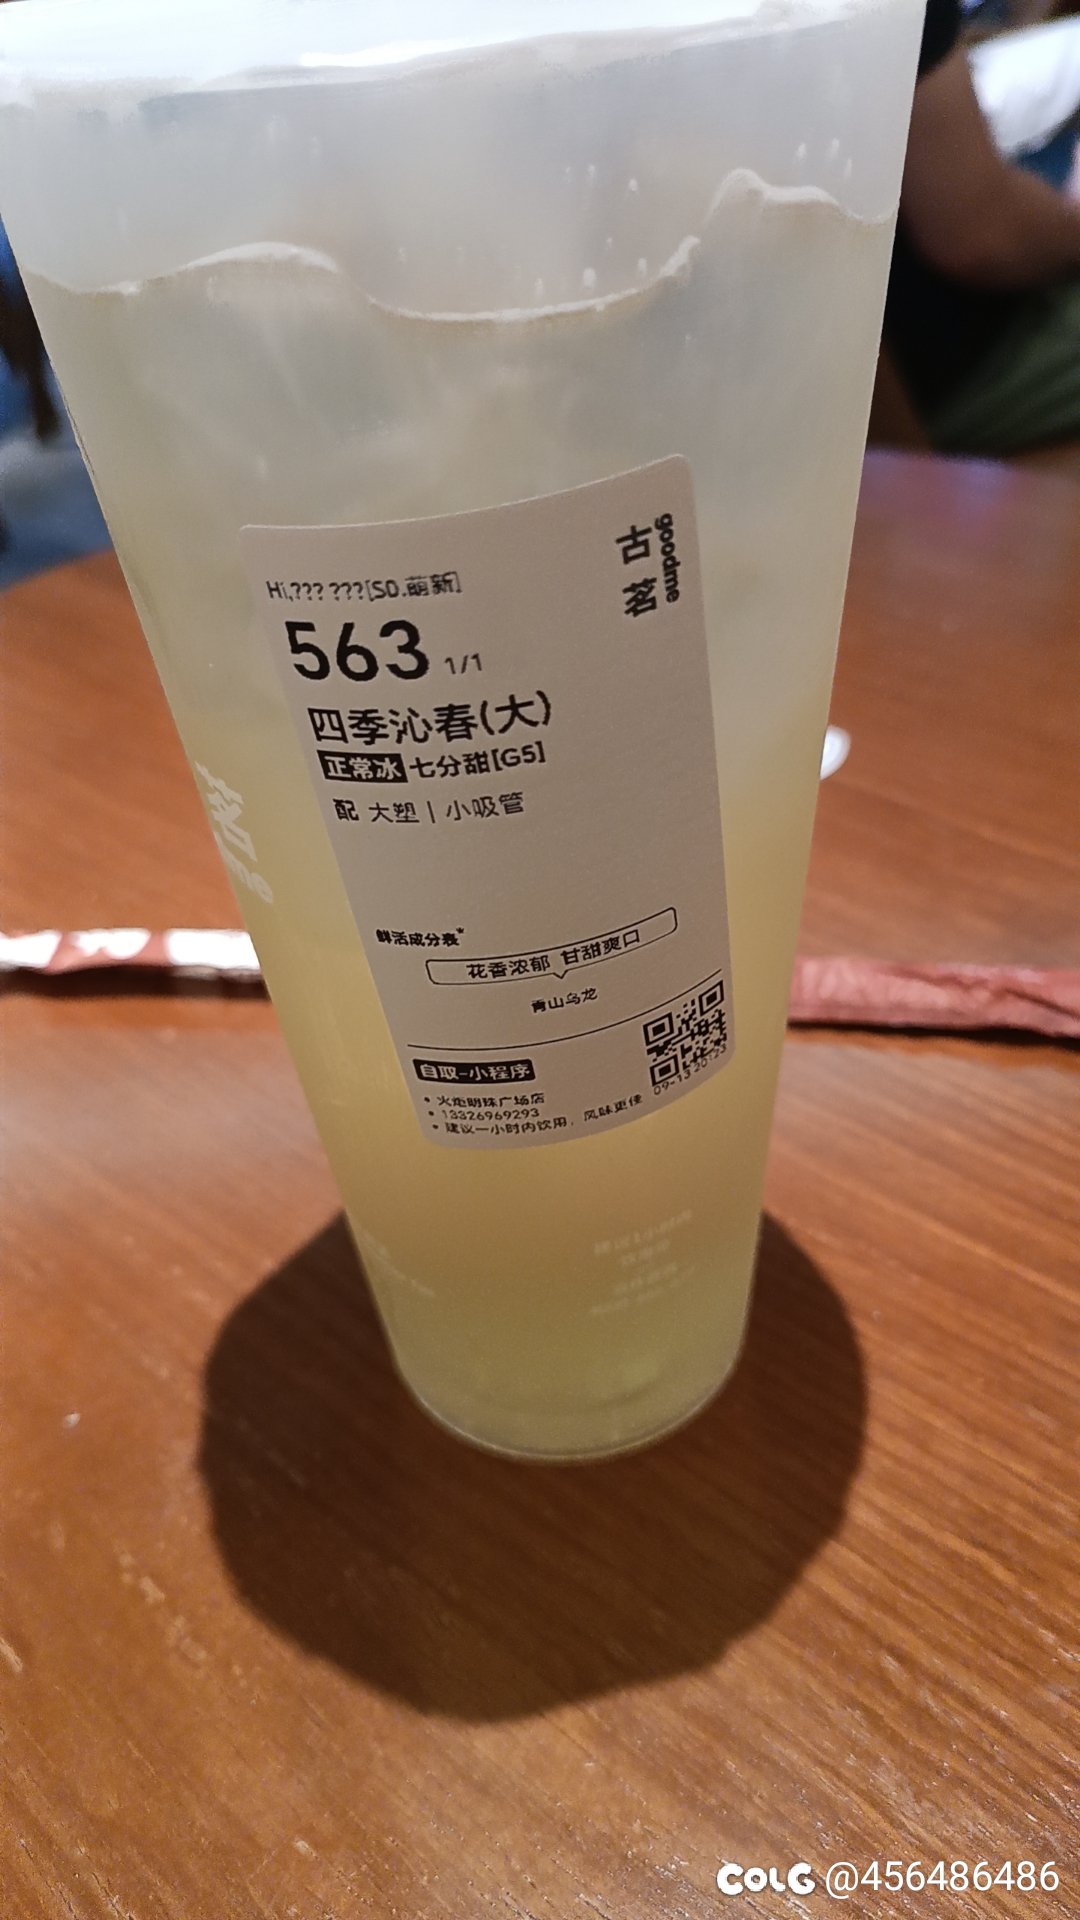 古茗
goodme
Hi,??? ???[SD.萌新]
563 1/1
四季沁春(大)
正常冰 七分甜[G5]
配 大塑 | 小吸管
鲜活成分表*
花香浓郁 甘甜爽口
青山乌龙
自取-小程序
• 火炬明珠广场店
• 13326969293
• 建议一小时内饮用，风味更佳
09-13 20:23
茗
me
COLG @456486486